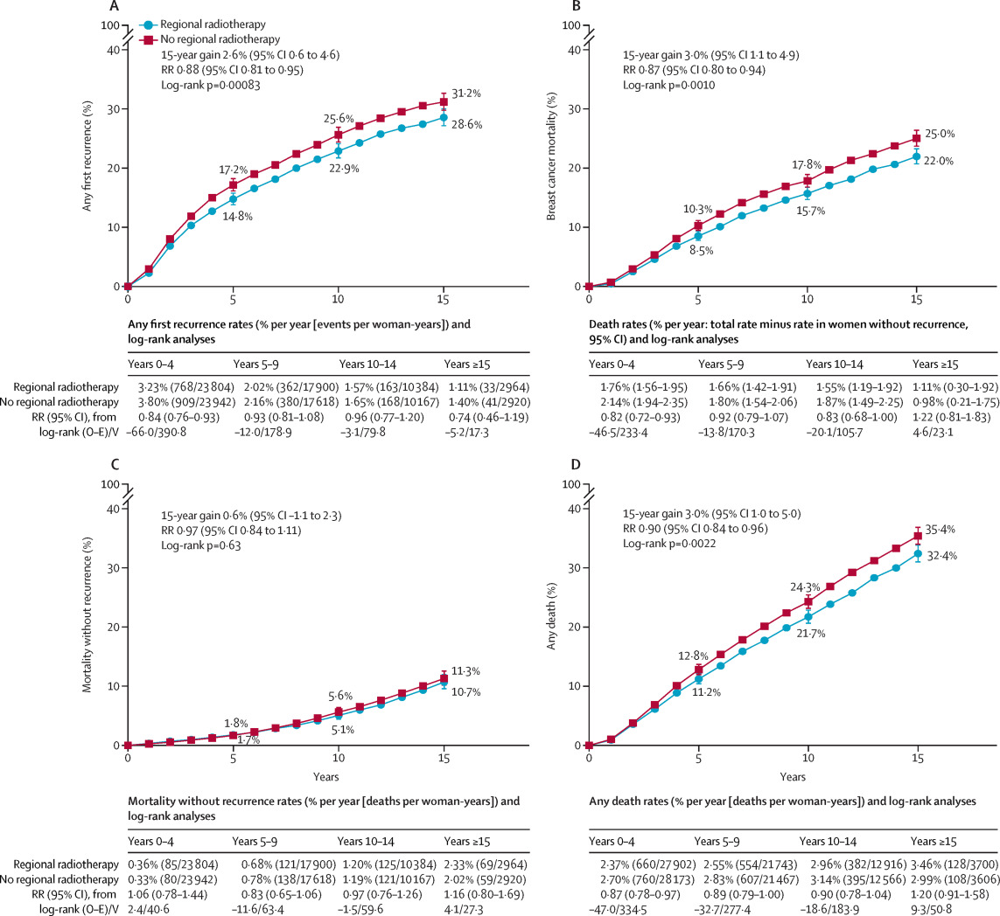 A
100
Regional radiotherapy
No regional radiotherapy
15-year gain 2·6% (95% CI 0·6 to 4·6)
RR 0·88 (95% CI 0·81 to 0·95)
Log-rank p=0·00083
40
30
20
10
0
Any first recurrence (%)
17·2%
14·8%
25·6%
22·9%
31·2%
28·6%
0 5 10 15
Any first recurrence rates (% per year [events per woman-years]) and
log-rank analyses
Years 0–4 Years 5–9 Years 10–14 Years ≥15
Regional radiotherapy 3·23% (768/23 804) 2·02% (362/17 900) 1·57% (163/10 384) 1·11% (33/2964)
No regional radiotherapy 3·80% (909/23 942) 2·16% (380/17 618) 1·65% (168/10 167) 1·40% (41/2920)
RR (95% CI), from 0·84 (0·76–0·93) 0·93 (0·81–1·08) 0·96 (0·77–1·20) 0·74 (0·46–1·19)
log-rank (O–E)/V –66·0/390·8 –12·0/178·9 –3·1/79·8 –5·2/17·3
B
100
15-year gain 3·0% (95% CI 1·1 to 4·9)
RR 0·87 (95% CI 0·80 to 0·94)
Log-rank p=0·0010
40
30
20
10
0
Breast cancer mortality (%)
10·3%
8·5%
17·8%
15·7%
25·0%
22·0%
0 5 10 15
Death rates (% per year: total rate minus rate in women without recurrence,
95% CI) and log-rank analyses
Years 0–4 Years 5–9 Years 10–14 Years ≥15
1·76% (1·56–1·95) 1·66% (1·42–1·91) 1·55% (1·19–1·92) 1·11% (0·30–1·92)
2·14% (1·94–2·35) 1·80% (1·54–2·06) 1·87% (1·49–2·25) 0·98% (0·21–1·75)
0·82 (0·72–0·93) 0·92 (0·79–1·07) 0·83 (0·68–1·00) 1·22 (0·81–1·83)
–46·5/233·4 –13·8/170·3 –20·1/105·7 4·6/23·1
C
100
15-year gain 0·6% (95% CI –1·1 to 2·3)
RR 0·97 (95% CI 0·84 to 1·11)
Log-rank p=0·63
40
30
20
10
0
Mortality without recurrence (%)
1·8%
1·7%
5·6%
5·1%
11·3%
10·7%
0 5 10 15
Years
Mortality without recurrence rates (% per year [deaths per woman-years]) and
log-rank analyses
Years 0–4 Years 5–9 Years 10–14 Years ≥15
Regional radiotherapy 0·36% (85/23 804) 0·68% (121/17 900) 1·20% (125/10 384) 2·33% (69/2964)
No regional radiotherapy 0·33% (80/23 942) 0·78% (138/17 618) 1·19% (121/10 167) 2·02% (59/2920)
RR (95% CI), from 1·06 (0·78–1·44) 0·83 (0·65–1·06) 0·97 (0·76–1·26) 1·16 (0·80–1·69)
log-rank (O–E)/V 2·4/40·6 –11·6/63·4 –1·5/59·6 4·1/27·3
D
100
15-year gain 3·0% (95% CI 1·0 to 5·0)
RR 0·90 (95% CI 0·84 to 0·96)
Log-rank p=0·0022
40
30
20
10
0
Any death (%)
12·8%
11·2%
24·3%
21·7%
35·4%
32·4%
0 5 10 15
Years
Any death rates (% per year [deaths per woman-years]) and log-rank analyses
Years 0–4 Years 5–9 Years 10–14 Years ≥15
2·37% (660/27 902) 2·55% (554/21 743) 2·96% (382/12 916) 3·46% (128/3700)
2·70% (760/28 173) 2·83% (607/21 467) 3·14% (395/12 566) 2·99% (108/3606)
0·87 (0·78–0·97) 0·89 (0·79–1·00) 0·90 (0·78–1·04) 1·20 (0·91–1·58)
–47·0/334·5 –32·7/277·4 –18·6/183·9 9·3/50·8